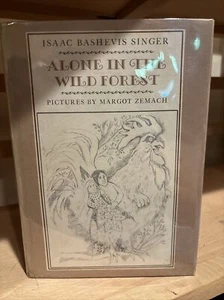 ISAAC BASHEVIS SINGER
ALONE IN THE
WILD FOREST
PICTURES BY MARGOT ZEMACH